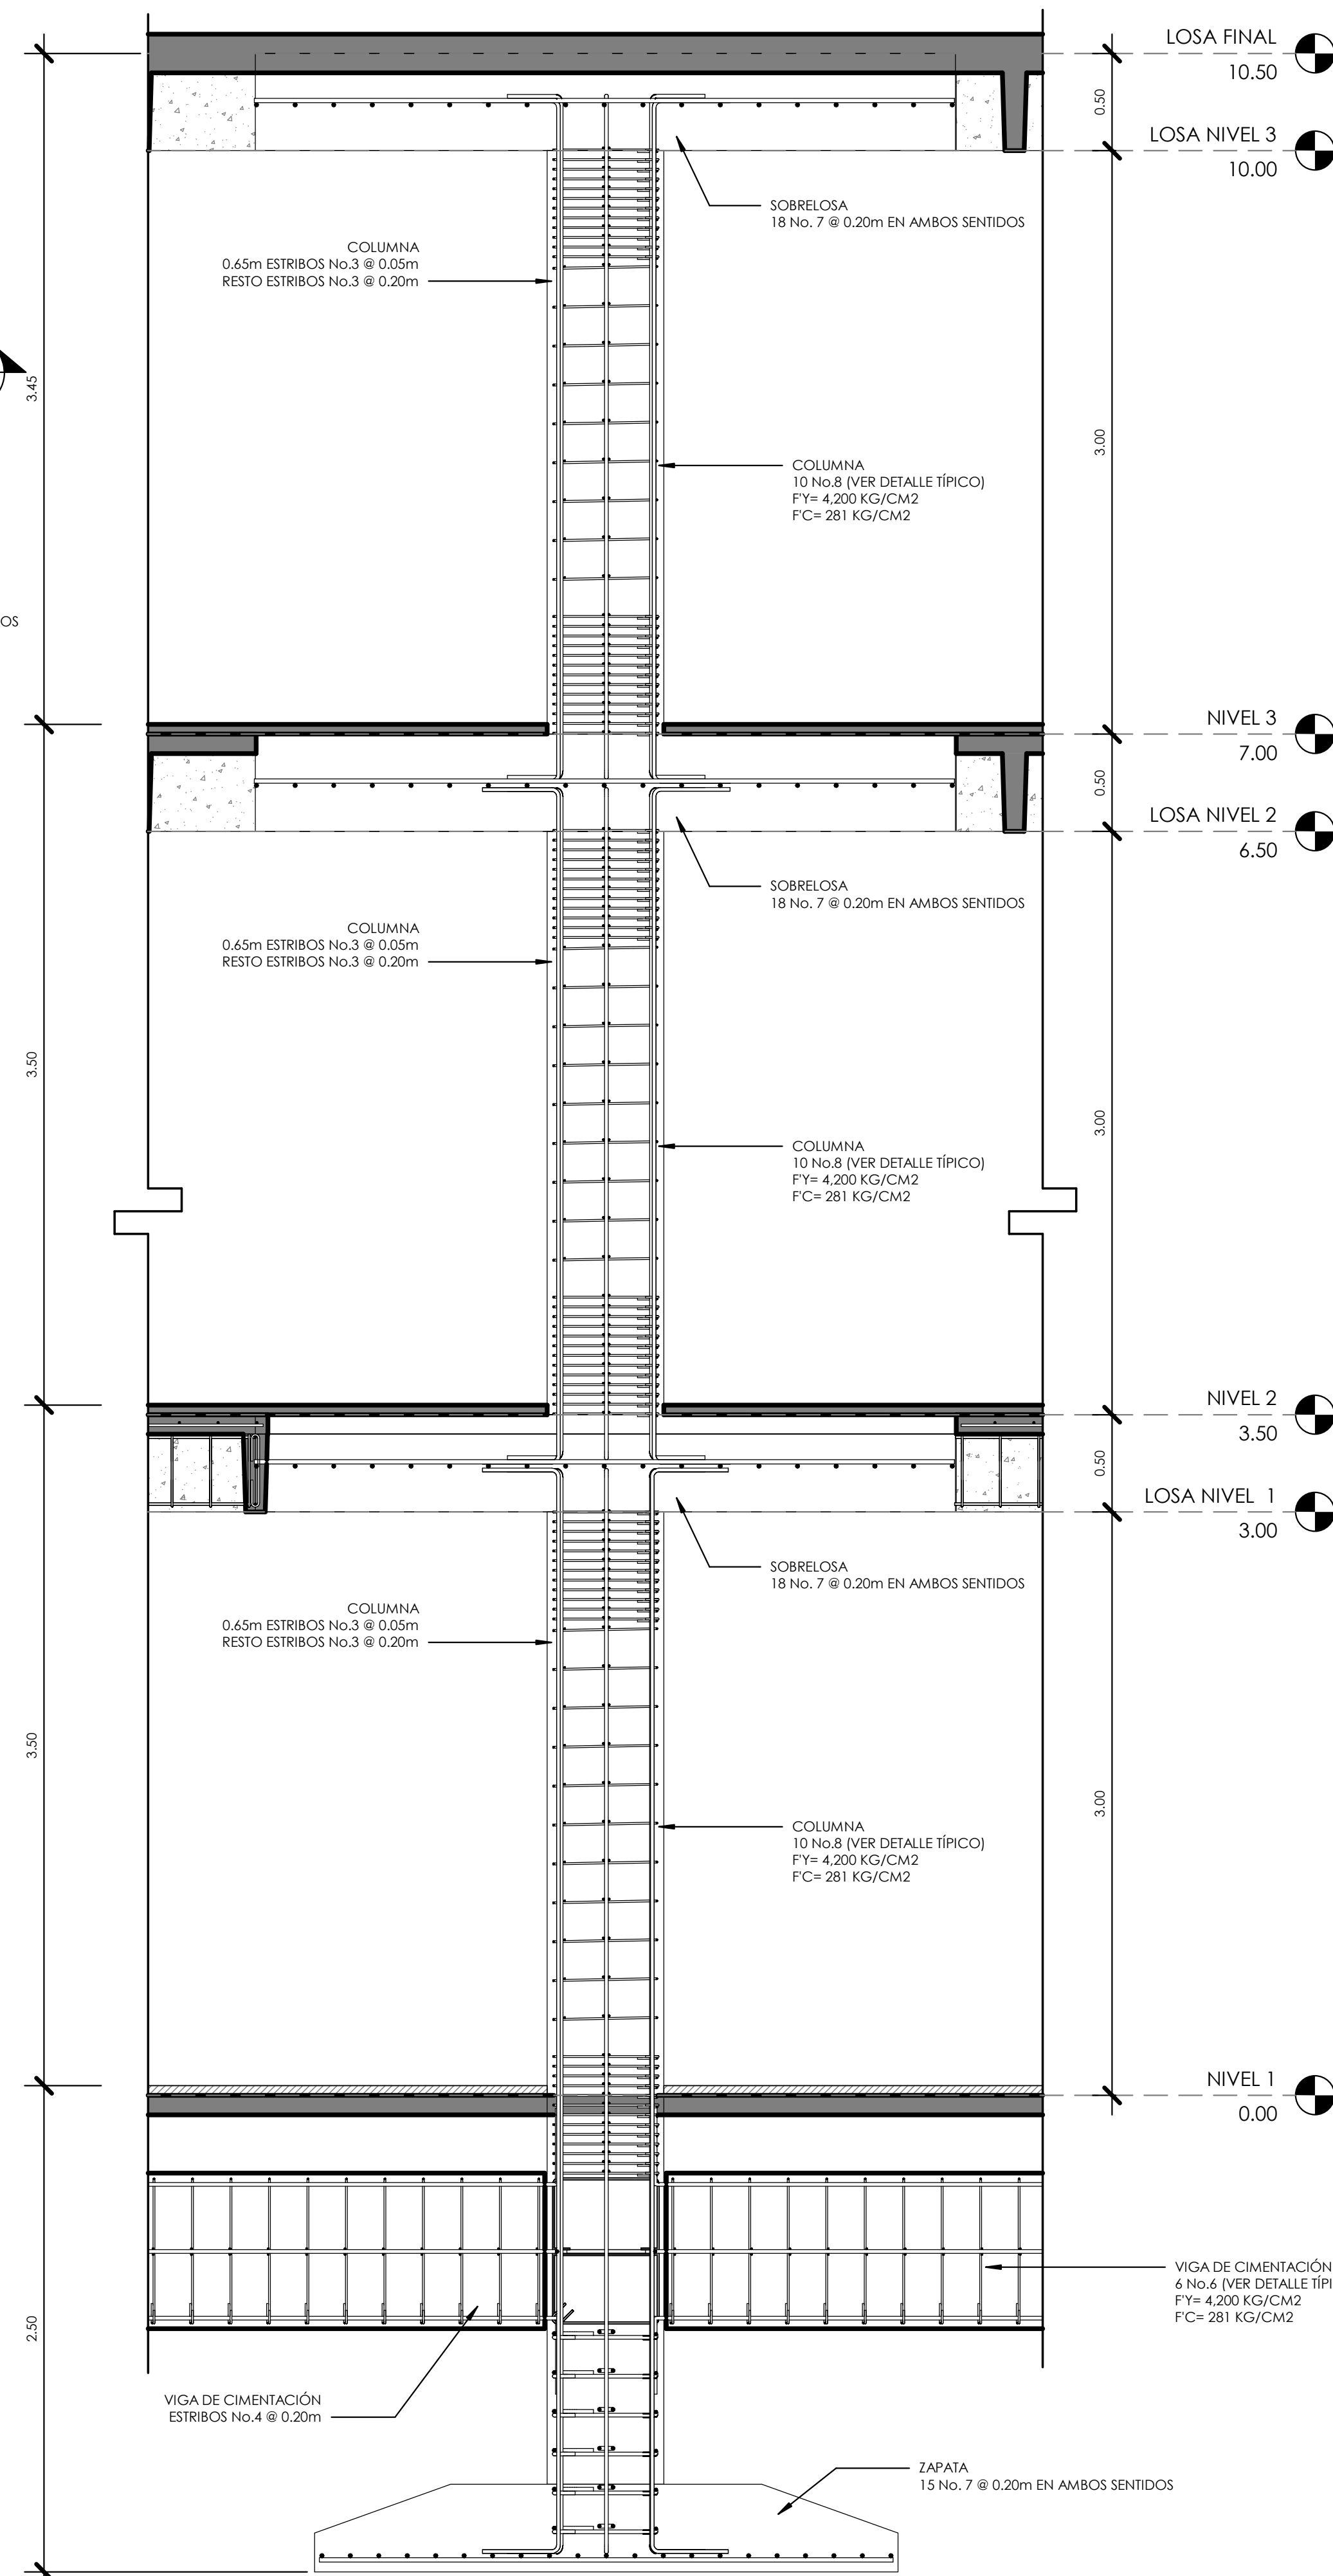 LOSA FINAL
10.50
0.50
LOSA NIVEL 3
10.00
SOBRELOSA
18 No. 7 @ 0.20m EN AMBOS SENTIDOS
COLUMNA
0.65m ESTRIBOS No.3 @ 0.05m
RESTO ESTRIBOS No.3 @ 0.20m
3.45
3.00
COLUMNA
10 No.8 (VER DETALLE TÍPICO)
F'Y= 4,200 KG/CM2
F'C= 281 KG/CM2
OS
NIVEL 3
7.00
0.50
LOSA NIVEL 2
6.50
SOBRELOSA
18 No. 7 @ 0.20m EN AMBOS SENTIDOS
COLUMNA
0.65m ESTRIBOS No.3 @ 0.05m
RESTO ESTRIBOS No.3 @ 0.20m
3.50
3.00
COLUMNA
10 No.8 (VER DETALLE TÍPICO)
F'Y= 4,200 KG/CM2
F'C= 281 KG/CM2
NIVEL 2
3.50
0.50
LOSA NIVEL 1
3.00
SOBRELOSA
18 No. 7 @ 0.20m EN AMBOS SENTIDOS
COLUMNA
0.65m ESTRIBOS No.3 @ 0.05m
RESTO ESTRIBOS No.3 @ 0.20m
3.50
3.00
COLUMNA
10 No.8 (VER DETALLE TÍPICO)
F'Y= 4,200 KG/CM2
F'C= 281 KG/CM2
NIVEL 1
0.00
VIGA DE CIMENTACIÓN
6 No.6 (VER DETALLE TÍPI
F'Y= 4,200 KG/CM2
F'C= 281 KG/CM2
2.50
VIGA DE CIMENTACIÓN
ESTRIBOS No.4 @ 0.20m
ZAPATA
15 No. 7 @ 0.20m EN AMBOS SENTIDOS